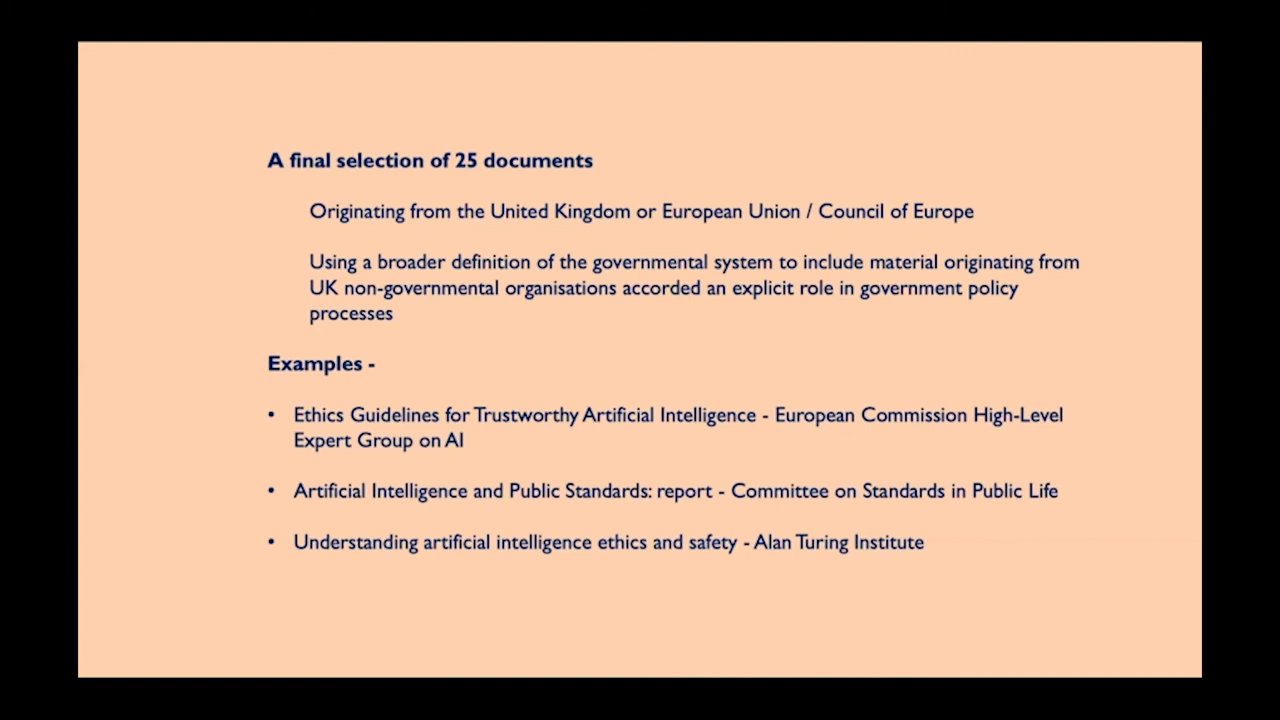 A final selection of 25 documents
Originating from the United Kingdom or European Union / Council of Europe
Using a broader definition of the governmental system to include material originating from
UK non-governmental organisations accorded an explicit role in government policy
processes
Examples -
• Ethics Guidelines for Trustworthy Artificial Intelligence - European Commission High-Level
Expert Group on AI
• Artificial Intelligence and Public Standards: report - Committee on Standards in Public Life
• Understanding artificial intelligence ethics and safety - Alan Turing Institute